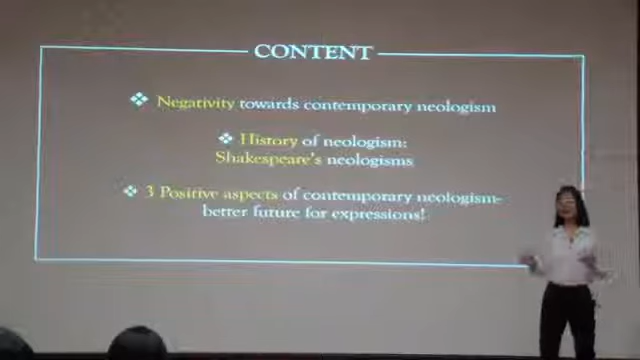 CONTENT
❖ Negativity towards contemporary neologism
❖ History of neologism:
Shakespeare's neologisms
❖ 3 Positive aspects of contemporary neologism-
better future for expressions!